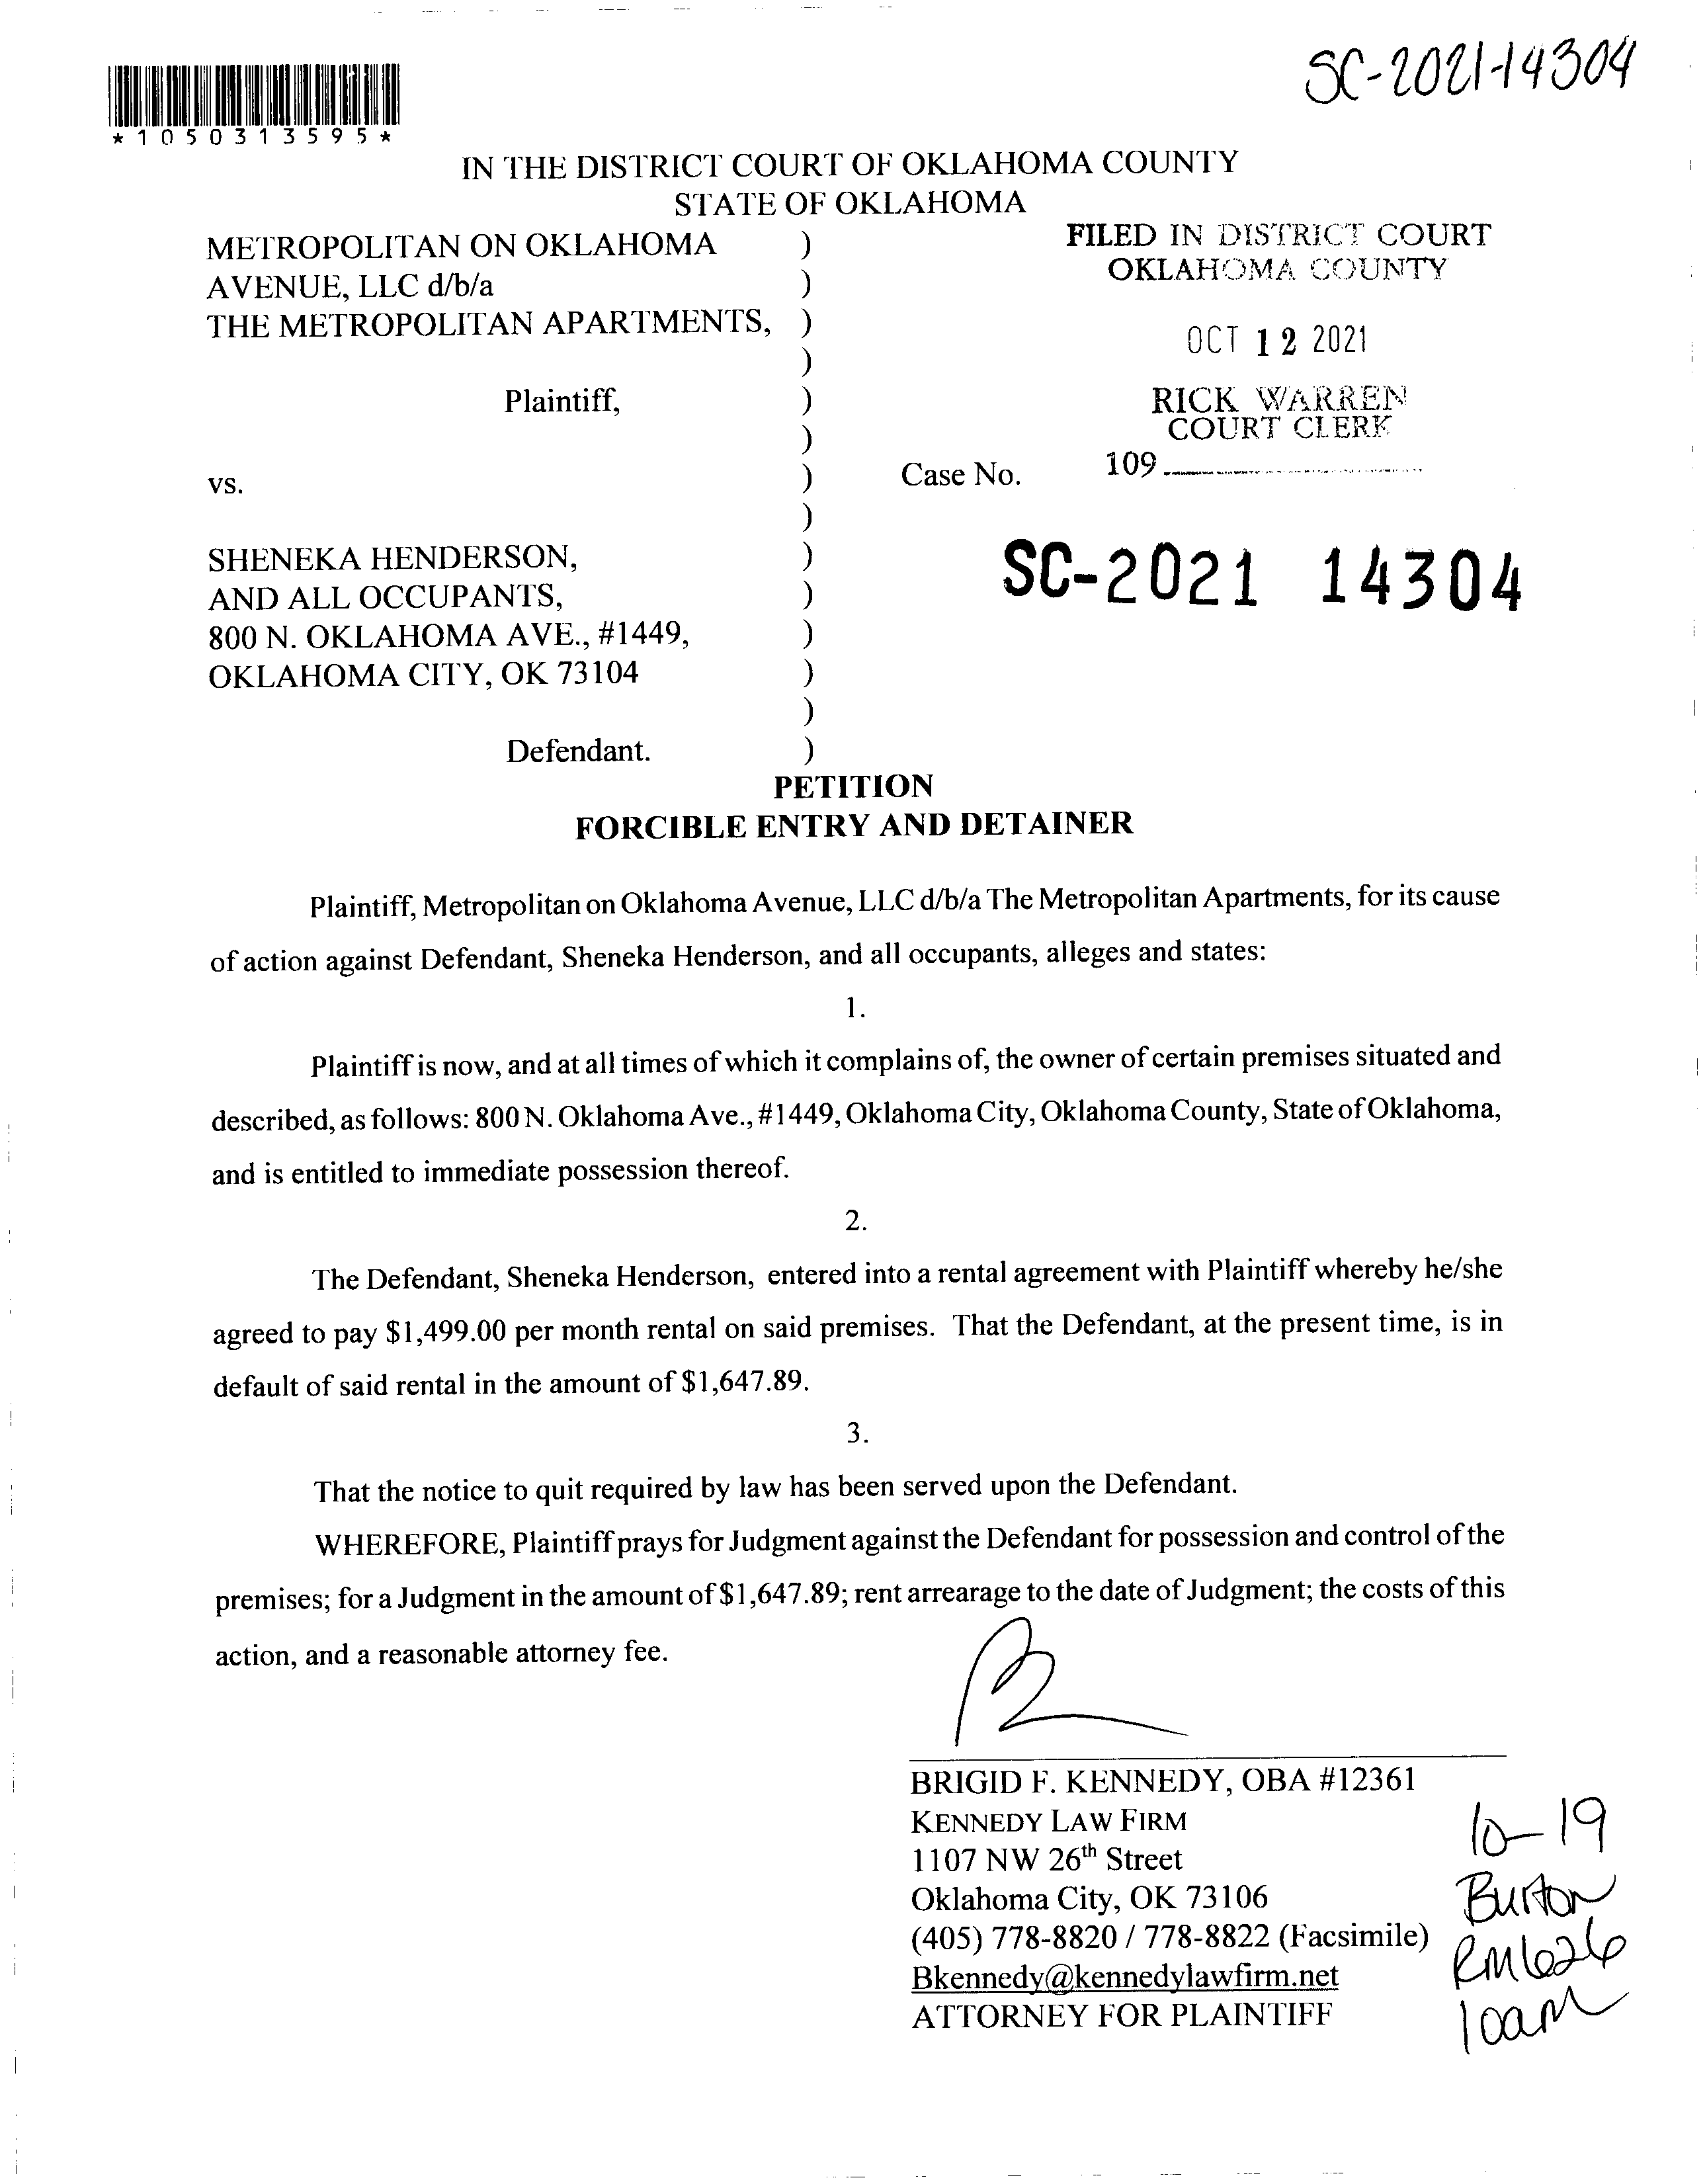 SC-2021-14304
*1050313595*
IN THE DISTRICT COURT OF OKLAHOMA COUNTY
STATE OF OKLAHOMA
METROPOLITAN ON OKLAHOMA )
AVENUE, LLC d/b/a )
THE METROPOLITAN APARTMENTS, )
)
Plaintiff, )
)
vs. )
)
SHENEKA HENDERSON, )
AND ALL OCCUPANTS, )
800 N. OKLAHOMA AVE., #1449, )
OKLAHOMA CITY, OK 73104 )
)
Defendant. )
FILED IN DISTRICT COURT
OKLAHOMA COUNTY
OCT 12 2021
RICK WARREN
COURT CLERK
109
Case No.
SC-2021 14304
PETITION
FORCIBLE ENTRY AND DETAINER
Plaintiff, Metropolitan on Oklahoma Avenue, LLC d/b/a The Metropolitan Apartments, for its cause
of action against Defendant, Sheneka Henderson, and all occupants, alleges and states:
1.
Plaintiff is now, and at all times of which it complains of, the owner of certain premises situated and
described, as follows: 800 N. Oklahoma Ave., #1449, Oklahoma City, Oklahoma County, State of Oklahoma,
and is entitled to immediate possession thereof.
2.
The Defendant, Sheneka Henderson, entered into a rental agreement with Plaintiff whereby he/she
agreed to pay $1,499.00 per month rental on said premises. That the Defendant, at the present time, is in
default of said rental in the amount of $1,647.89.
3.
That the notice to quit required by law has been served upon the Defendant.
WHEREFORE, Plaintiff prays for Judgment against the Defendant for possession and control of the
premises; for a Judgment in the amount of $1,647.89; rent arrearage to the date of Judgment; the costs of this
action, and a reasonable attorney fee.
BRIGID F. KENNEDY, OBA #12361
KENNEDY LAW FIRM
1107 NW 26th Street
Oklahoma City, OK 73106
(405) 778-8820 / 778-8822 (Facsimile)
Bkennedy@kennedylawfirm.net
ATTORNEY FOR PLAINTIFF
10-19
Burton
RM 626
10am